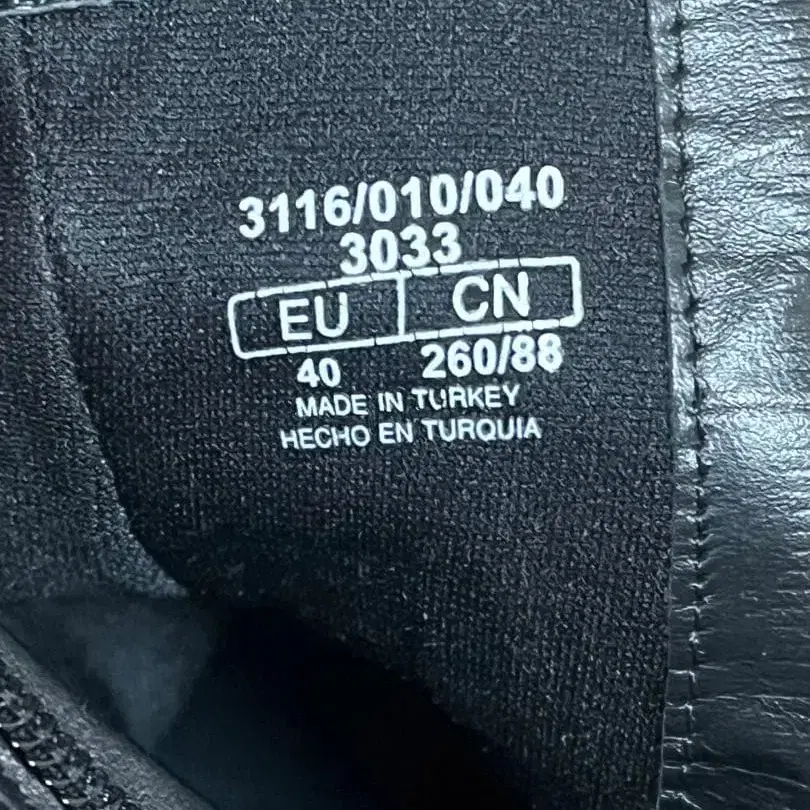 3116/010/040
3033
EU CN
40 260/88
MADE IN TURKEY
HECHO EN TURQUIA